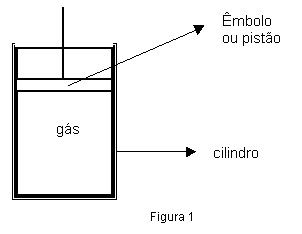 Êmbolo
ou pistão
gás
cilindro
Figura 1